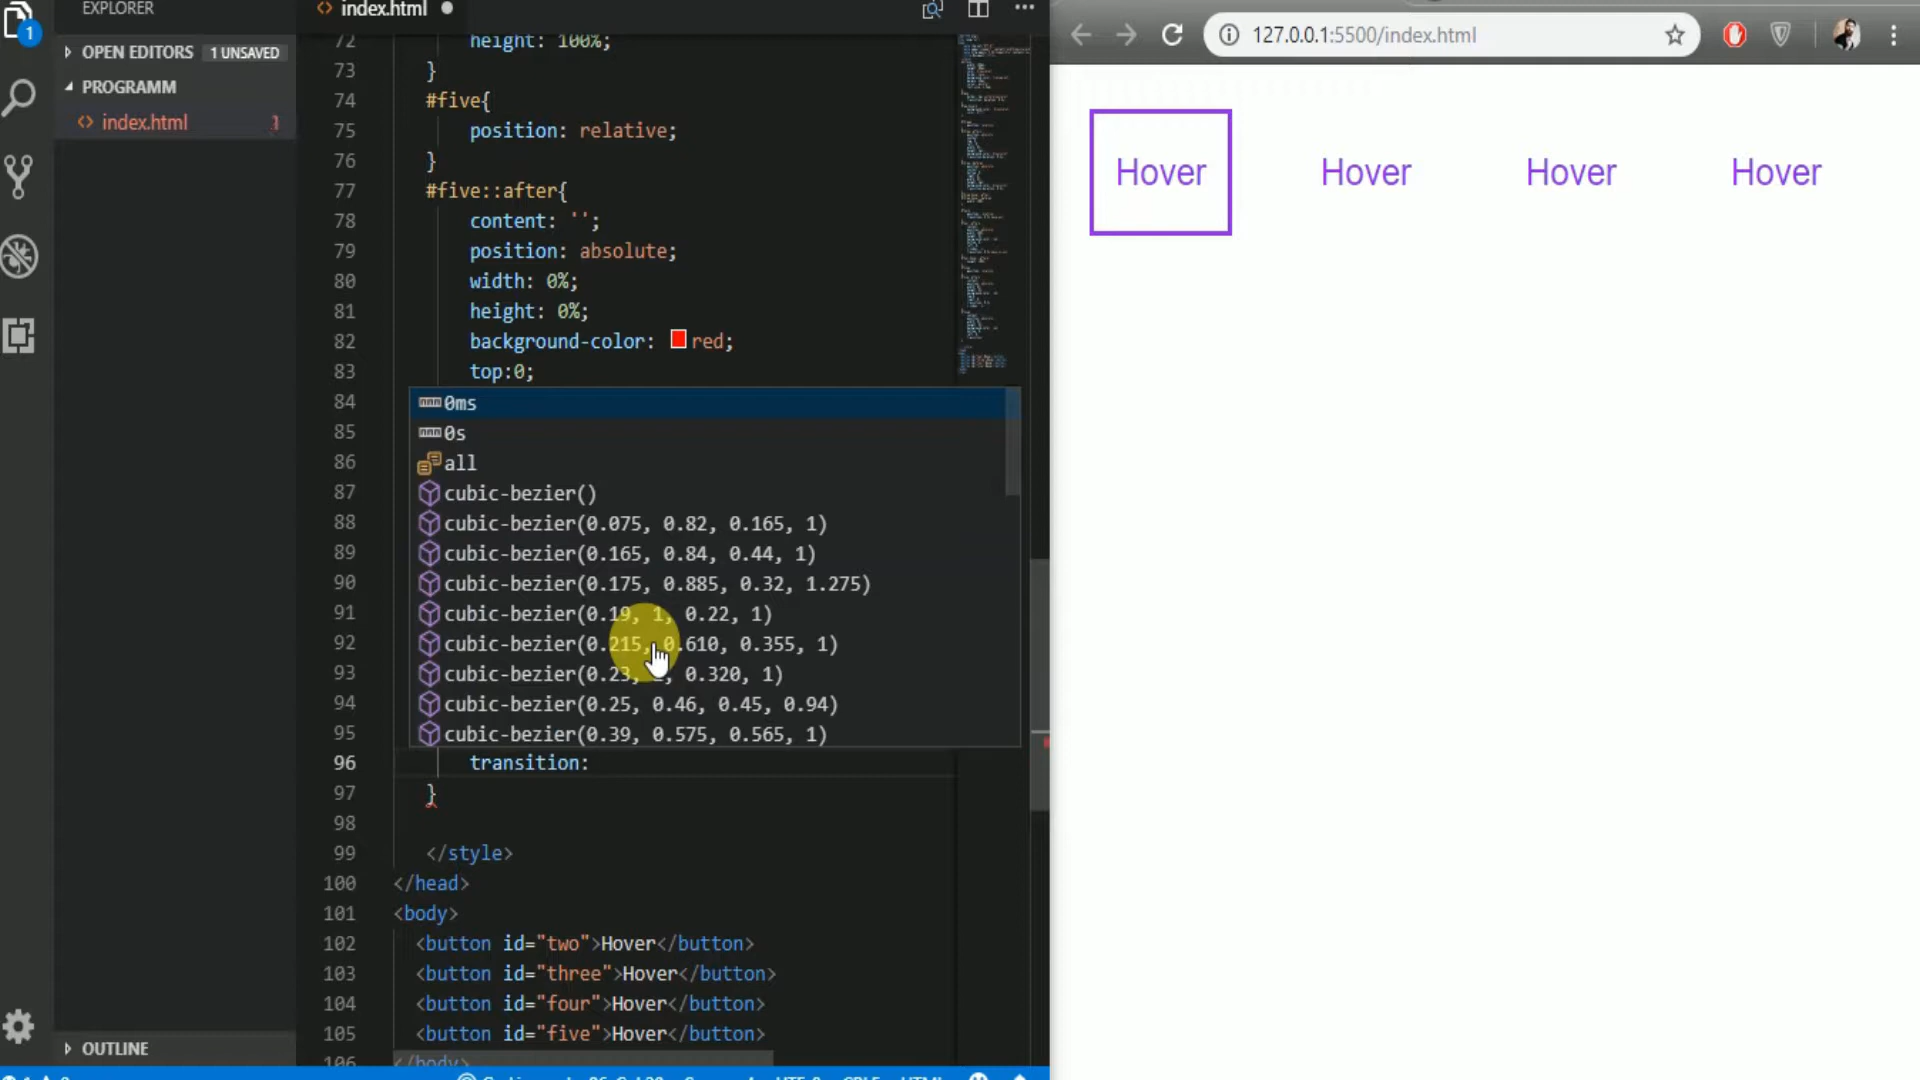 EXPLORER
OPEN EDITORS 1 UNSAVED
PROGRAMM
index.html 1
OUTLINE
1
index.html
72 height: 100%;
73 }
74 #five{
75 position: relative;
76 }
77 #five::after{
78 content: '';
79 position: absolute;
80 width: 0%;
81 height: 0%;
82 background-color: red;
83 top:0;
84 0ms
85 0s
86 all
87 cubic-bezier()
88 cubic-bezier(0.075, 0.82, 0.165, 1)
89 cubic-bezier(0.165, 0.84, 0.44, 1)
90 cubic-bezier(0.175, 0.885, 0.32, 1.275)
91 cubic-bezier(0.19, 1, 0.22, 1)
92 cubic-bezier(0.215, 0.610, 0.355, 1)
93 cubic-bezier(0.23, 0.320, 1)
94 cubic-bezier(0.25, 0.46, 0.45, 0.94)
95 cubic-bezier(0.39, 0.575, 0.565, 1)
96 transition:
97 }
98
99 </style>
100 </head>
101 <body>
102 <button id="two">Hover</button>
103 <button id="three">Hover</button>
104 <button id="four">Hover</button>
105 <button id="five">Hover</button>
106 </body>
127.0.0.1:5500/index.html
Hover Hover Hover Hover